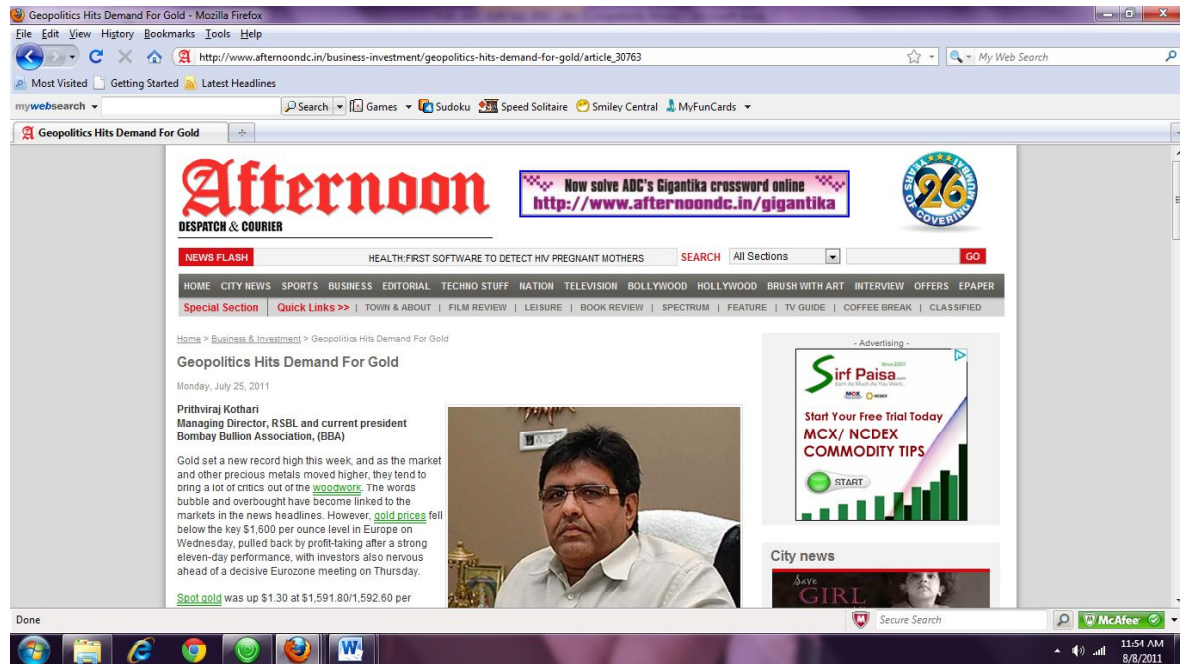 Geopolitics Hits Demand For Gold - Mozilla Firefox
File Edit View History Bookmarks Tools Help
http://www.afternoondc.in/business-investment/geopolitics-hits-demand-for-gold/article_30763
My Web Search
Most Visited Getting Started Latest Headlines
mywebsearch Search Games Sudoku Speed Solitaire Smiley Central MyFunCards
Geopolitics Hits Demand For Gold
Afternoon
DESPATCH & COURIER
Now solve ADC's Gigantika crossword online
http://www.afternoondc.in/gigantika
26 YEARS OF COVERING MUMBAI
NEWS FLASH HEALTH:FIRST SOFTWARE TO DETECT HIV PREGNANT MOTHERS SEARCH All Sections GO
HOME CITY NEWS SPORTS BUSINESS EDITORIAL TECHNO STUFF NATION TELEVISION BOLLYWOOD HOLLYWOOD BRUSH WITH ART INTERVIEW OFFERS EPAPER
Special Section Quick Links >> | TOWN & ABOUT | FILM REVIEW | LEISURE | BOOK REVIEW | SPECTRUM | FEATURE | TV GUIDE | COFFEE BREAK | CLASSIFIED
Home > Business & Investment > Geopolitics Hits Demand For Gold
Geopolitics Hits Demand For Gold
Monday, July 25, 2011
Prithviraj Kothari
Managing Director, RSBL and current president
Bombay Bullion Association, (BBA)
Gold set a new record high this week, and as the market
and other precious metals moved higher, they tend to
bring a lot of critics out of the woodwork. The words
bubble and overbought have become linked to the
markets in the news headlines. However, gold prices fell
below the key $1,600 per ounce level in Europe on
Wednesday, pulled back by profit-taking after a strong
eleven-day performance, with investors also nervous
ahead of a decisive Eurozone meeting on Thursday.
Spot gold was up $1.30 at $1,591.80/1,592.60 per
- Advertising -
Since 2007
Sirf Paisa
Earn As Much As You Want..
MCX NCDEX
Start Your Free Trial Today
MCX/ NCDEX
COMMODITY TIPS
START
City news
Save
GIRL
Done
Secure Search
McAfee
11:54 AM
8/8/2011